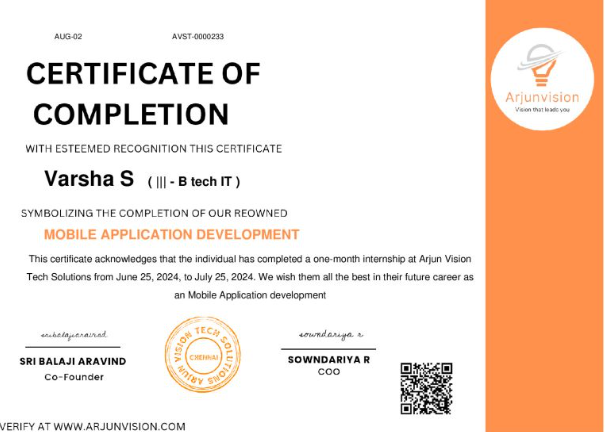 AUG-02 AVST-0000233
CERTIFICATE OF
COMPLETION
WITH ESTEEMED RECOGNITION THIS CERTIFICATE
Varsha S ( ||| - B tech IT )
SYMBOLIZING THE COMPLETION OF OUR REOWNED
MOBILE APPLICATION DEVELOPMENT
This certificate acknowledges that the individual has completed a one-month internship at Arjun Vision
Tech Solutions from June 25, 2024, to July 25, 2024. We wish them all the best in their future career as
an Mobile Application development
sribalajiaravind
SRI BALAJI ARAVIND
Co-Founder
ARJUN VISION TECH SOLUTIONS
CHENNAI
sowndariya r
SOWNDARIYA R
COO
VERIFY AT WWW.ARJUNVISION.COM
Arjunvision
Vision that leads you